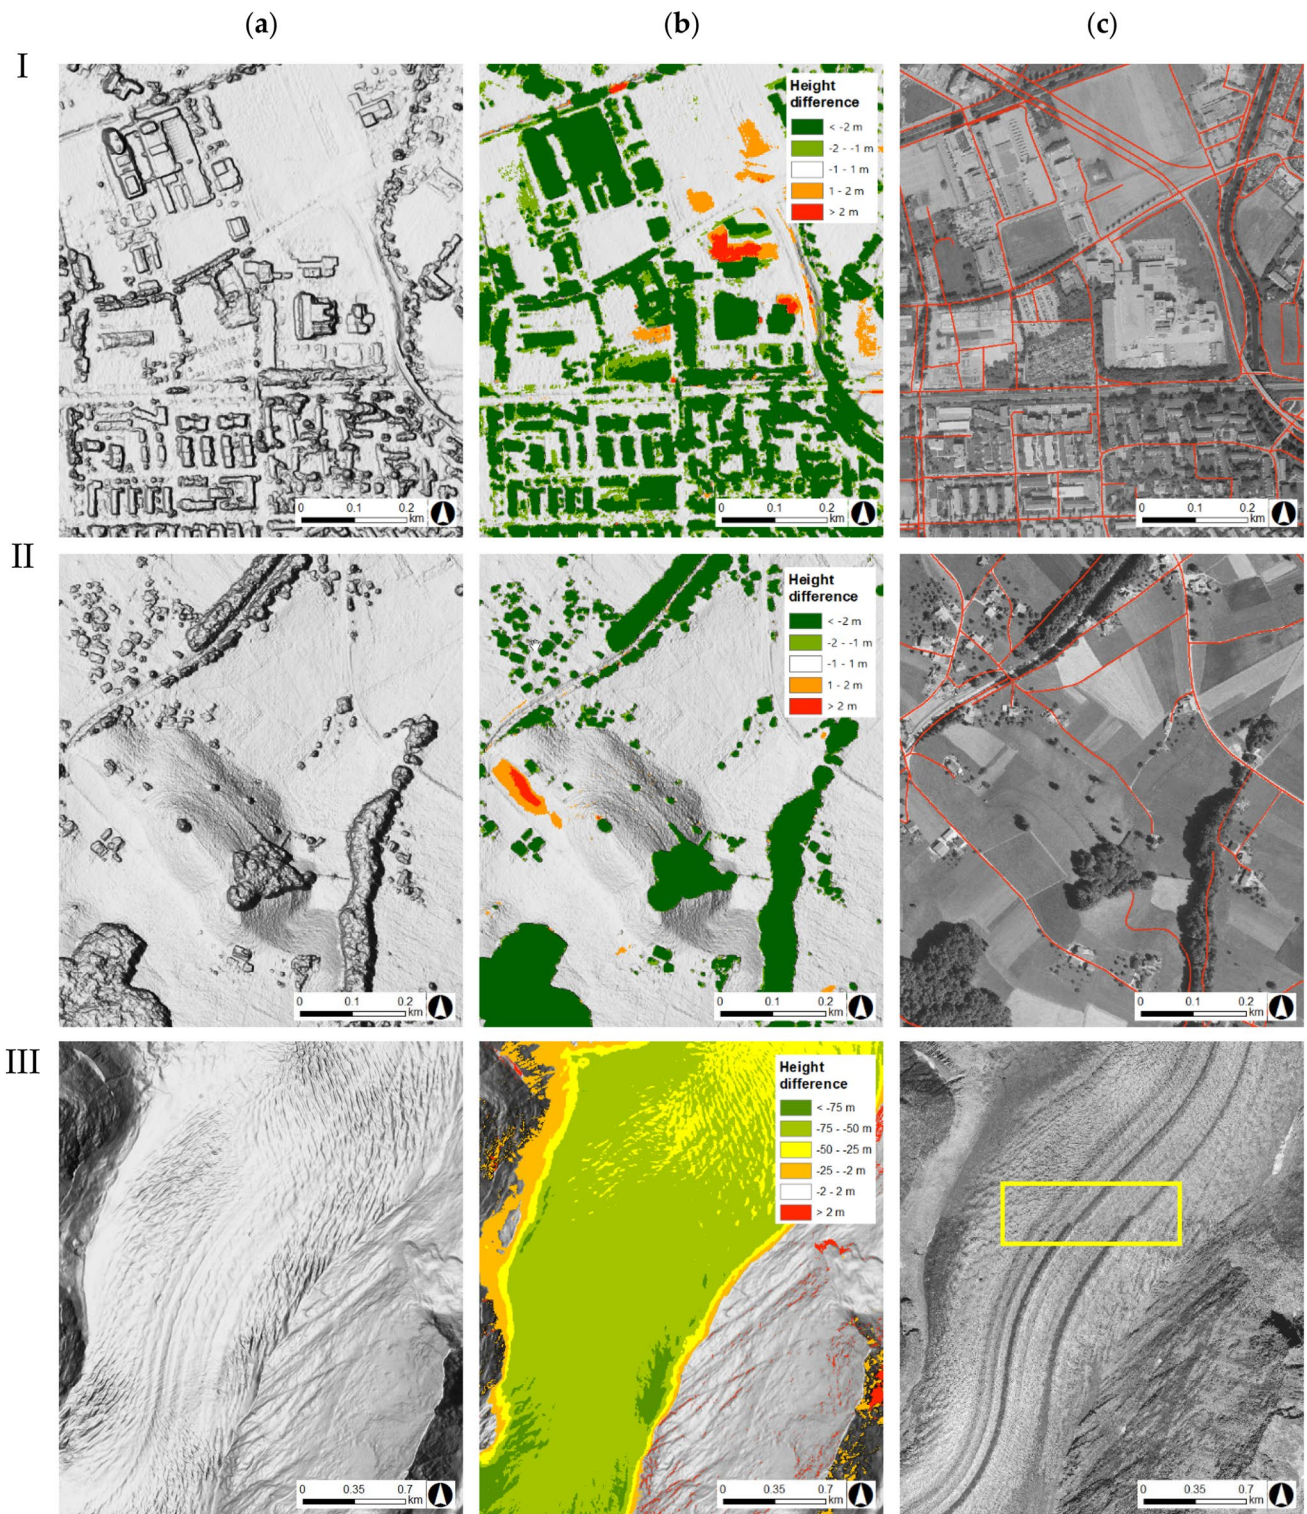 (a) (b) (c)
I
Height
difference
< -2 m
-2 - -1 m
-1 - 1 m
1 - 2 m
> 2 m
0 0.1 0.2
km
0 0.1 0.2
km
0 0.1 0.2
km
II
Height
difference
< -2 m
-2 - -1 m
-1 - 1 m
1 - 2 m
> 2 m
0 0.1 0.2
km
0 0.1 0.2
km
0 0.1 0.2
km
III
Height
difference
< -75 m
-75 - -50 m
-50 - -25 m
-25 - -2 m
-2 - 2 m
> 2 m
0 0.35 0.7
km
0 0.35 0.7
km
0 0.35 0.7
km